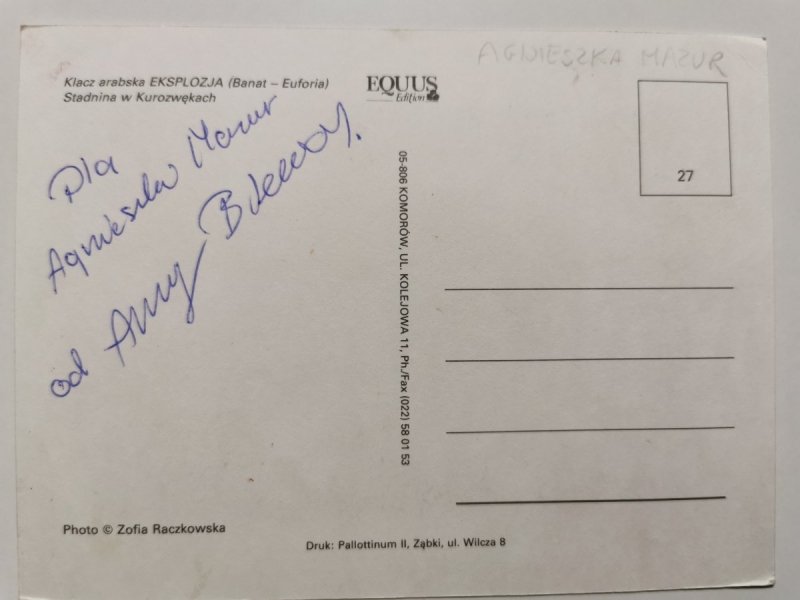 AGNIESZKA MAZUR
Klacz arabska EKSPLOZJA (Banat – Euforia)
Stadnina w Kurozwękach
EQUUS
Edition
27
Dla
Agnieszka Mazur
od Anny
05-806 KOMORÓW, UL. KOLEJOWA 11, Ph./Fax (022) 58 01 53
Photo © Zofia Raczkowska
Druk: Pallottinum II, Ząbki, ul. Wilcza 8